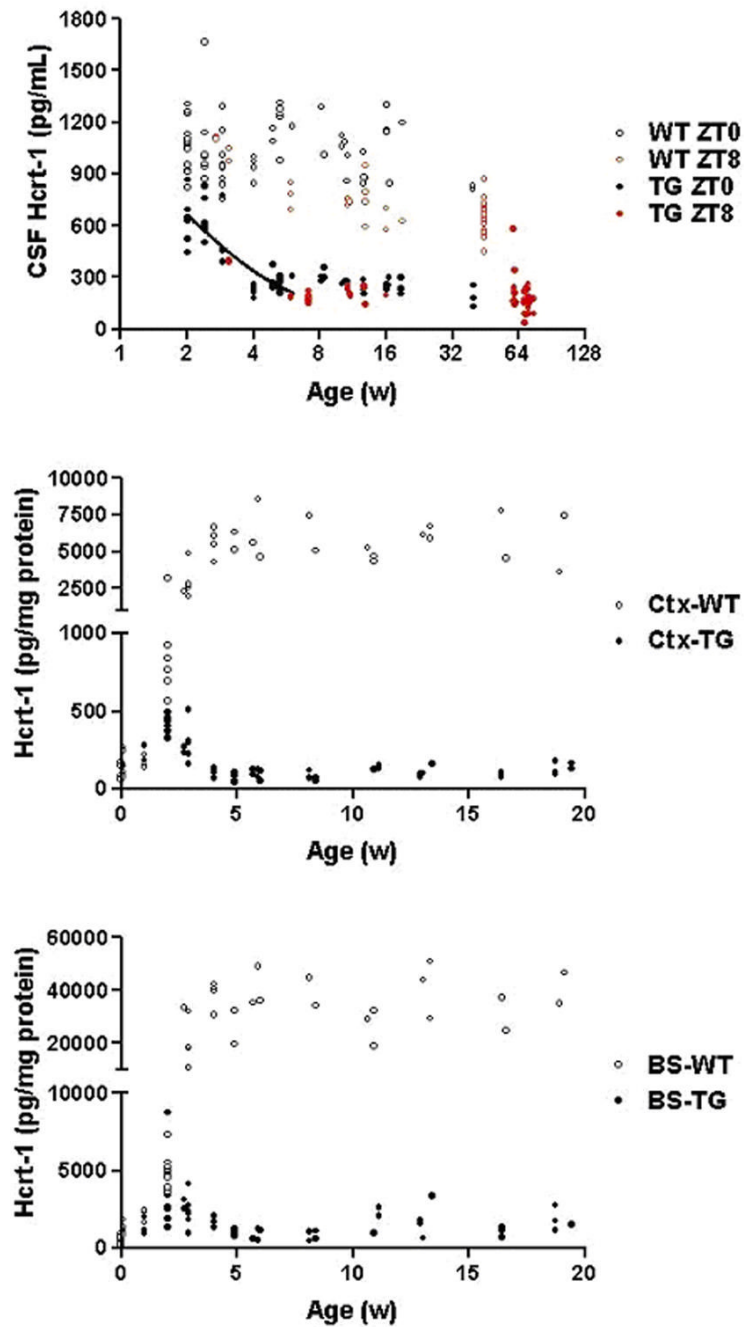 CSF Hcrt-1 (pg/mL)
1800
1500
1200
900
600
300
0
1 2 4 8 16 32 64 128
Age (w)
WT ZT0
WT ZT8
TG ZT0
TG ZT8
Hcrt-1 (pg/mg protein)
10000
7500
5000
2500
1000
500
0
0 5 10 15 20
Age (w)
Ctx-WT
Ctx-TG
Hcrt-1 (pg/mg protein)
60000
40000
20000
10000
5000
0
0 5 10 15 20
Age (w)
BS-WT
BS-TG